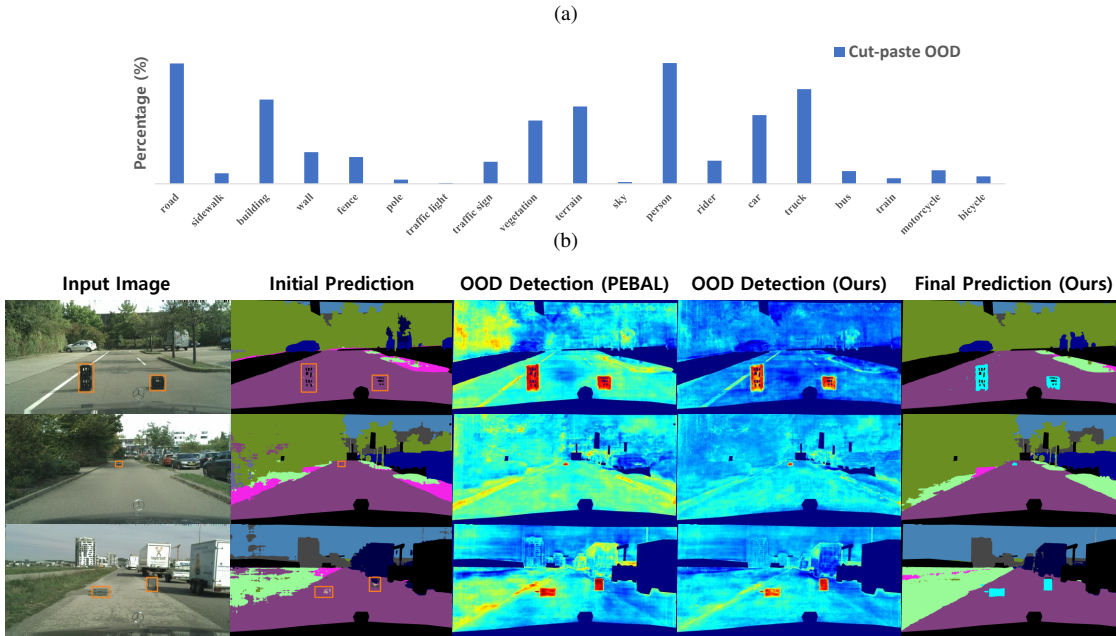 (a)
Cut-paste OOD
Percentage (%)
road
sidewalk
building
wall
fence
pole
traffic light
traffic sign
vegetation
terrain
sky
person
rider
car
truck
bus
train
motorcycle
bicycle
(b)
Input Image
Initial Prediction
OOD Detection (PEBAL)
OOD Detection (Ours)
Final Prediction (Ours)